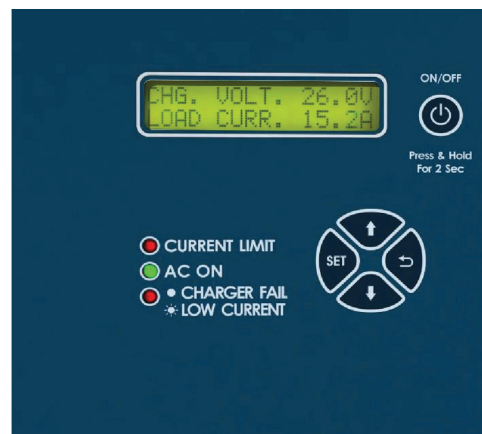 CHG. VOLT. 26.0V
LOAD CURR. 15.2A
ON/OFF
Press & Hold
For 2 Sec
CURRENT LIMIT
AC ON
CHARGER FAIL
LOW CURRENT
SET